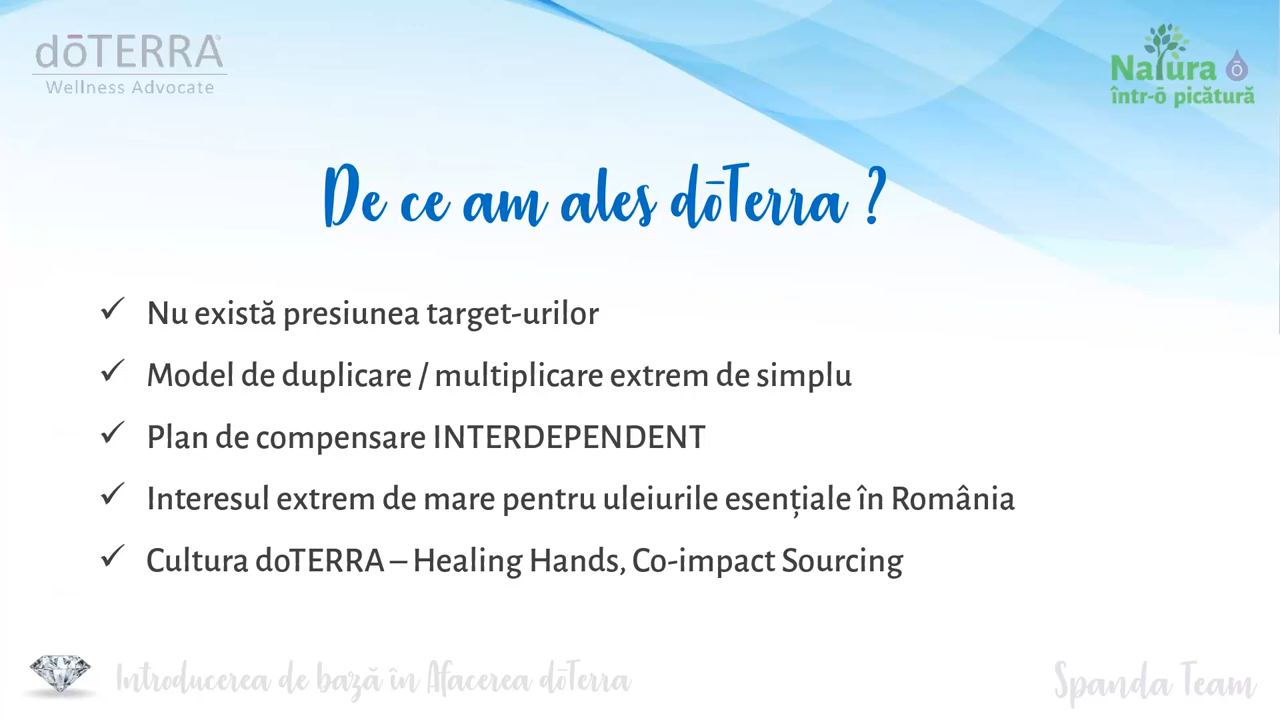 dōTERRA®
Wellness Advocate
Natura ō
într-ō picătură
De ce am ales dōTerra ?
✓ Nu există presiunea target-urilor
✓ Model de duplicare / multiplicare extrem de simplu
✓ Plan de compensare INTERDEPENDENT
✓ Interesul extrem de mare pentru uleiurile esențiale în România
✓ Cultura doTERRA – Healing Hands, Co-impact Sourcing
Introducerea de bază în Afacerea dōTerra
Spanda Team